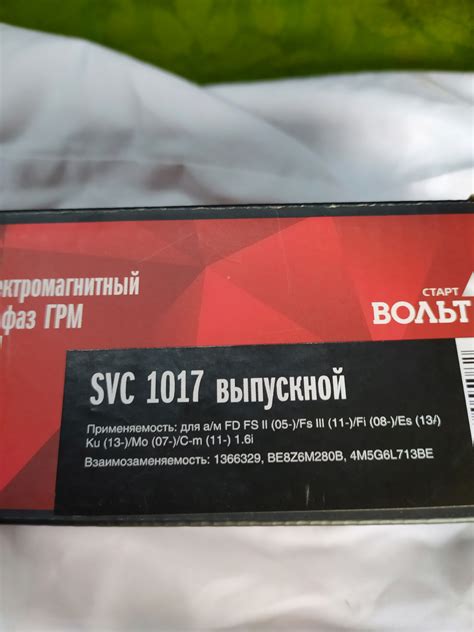 ектромагнитный
фаз ГРМ
СТАРТ
ВОЛЬТ
SVC 1017 выпускной
Применяемость: для а/м FD FS II (05-)/Fs III (11-)/Fi (08-)/Es (13-/)
Ku (13-)/Mo (07-)/C-m (11-) 1.6i
Взаимозаменяемость: 1366329, BE8Z6M280B, 4M5G6L713BE